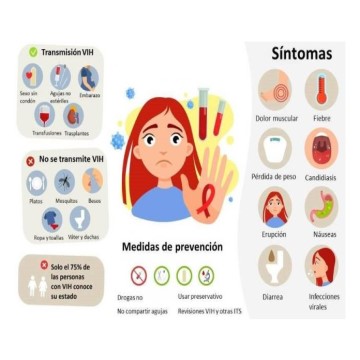 Transmisión VIH
Sexo sin condón
Agujas no estériles
Embarazo
Transfusiones
Trasplantes
No se transmite VIH
Platos
Mosquitos
Besos
Ropa y toallas
Váter y duchas
Solo el 75% de
las personas
con VIH conoce
su estado
Medidas de prevención
Drogas no
Usar preservativo
No compartir agujas
Revisiones VIH y otras ITS
Síntomas
Dolor muscular
Fiebre
Pérdida de peso
Candidiasis
Erupción
Náuseas
Diarrea
Infecciones
virales